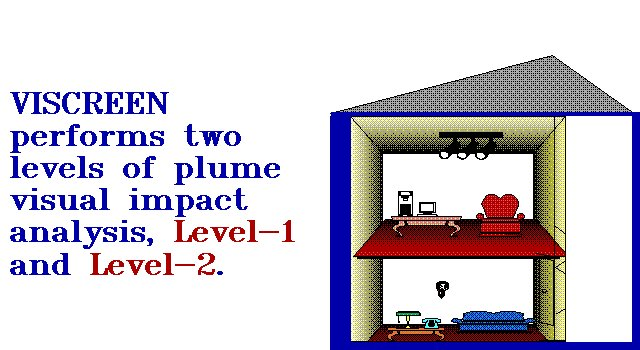 VISCREEN
performs two
levels of plume
visual impact
analysis, Level-1
and Level-2.